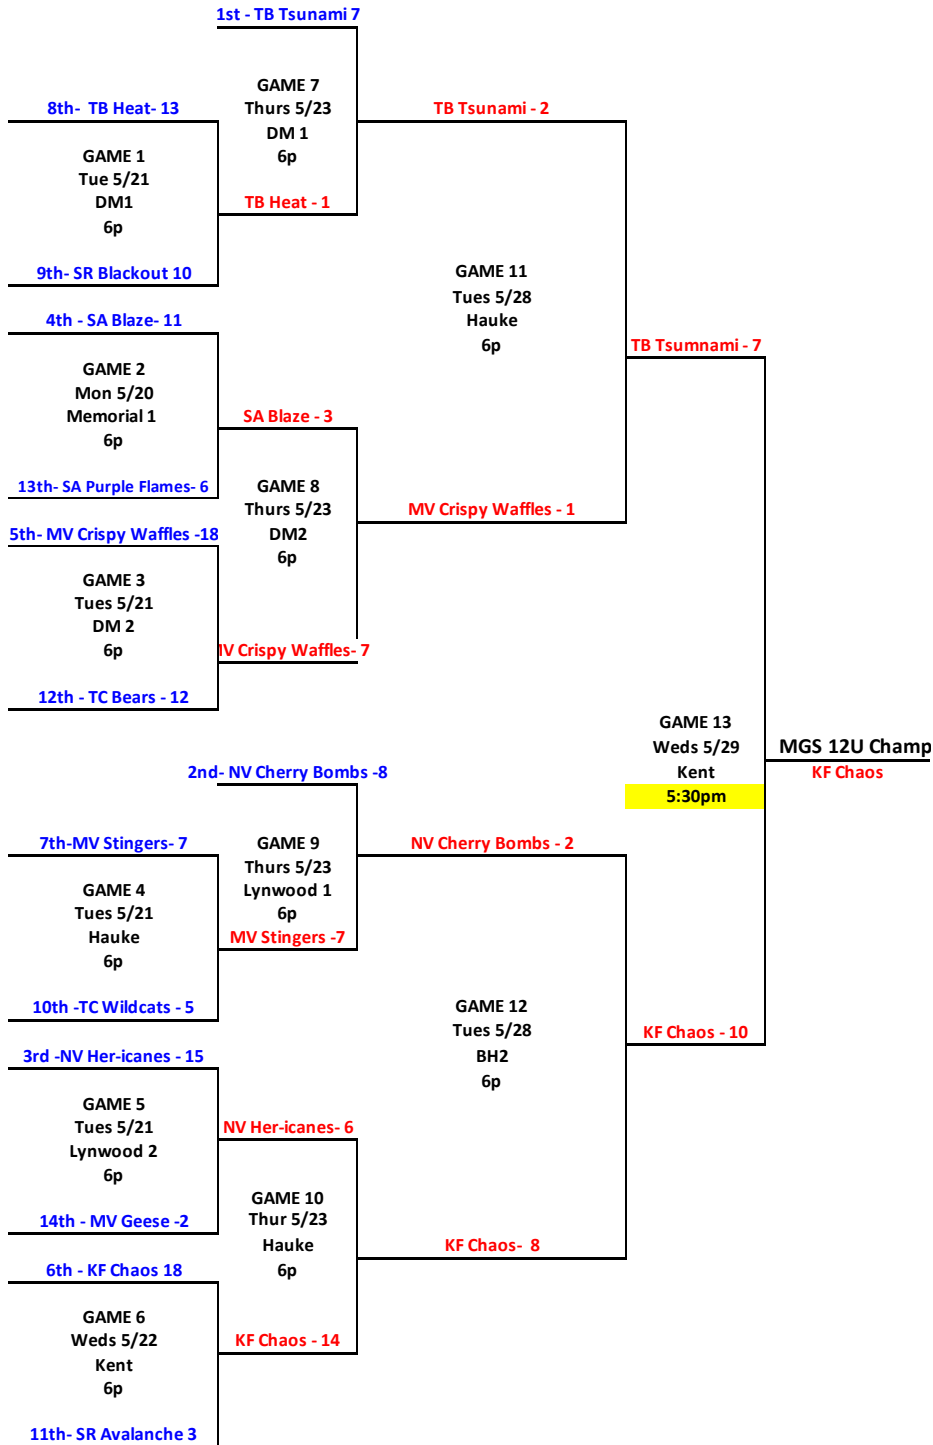 1st - TB Tsunami 7
GAME 7
Thurs 5/23
DM 1
6p
8th-  TB Heat- 13
TB Tsunami - 2
GAME 1
Tue 5/21
DM1
6p
TB Heat - 1
9th- SR Blackout 10
GAME 11
Tues 5/28
Hauke
6p
4th - SA Blaze- 11
TB Tsumnami - 7
GAME 2
Mon 5/20
Memorial 1
6p
SA Blaze - 3
13th- SA Purple Flames- 6
GAME 8
Thurs 5/23
DM2
6p
MV Crispy Waffles - 1
5th- MV Crispy Waffles -18
GAME 3
Tues 5/21
DM 2
6p
IV Crispy Waffles- 7
12th - TC Bears - 12
GAME 13
Weds 5/29
Kent
5:30pm
MGS 12U Champ
KF Chaos
2nd- NV Cherry Bombs -8
7th-MV Stingers- 7
GAME 9
Thurs 5/23
Lynwood 1
6p
NV Cherry Bombs - 2
GAME 4
Tues 5/21
Hauke
6p
MV Stingers -7
10th -TC Wildcats - 5
GAME 12
Tues 5/28
BH2
6p
KF Chaos - 10
3rd -NV Her-icanes - 15
GAME 5
Tues 5/21
Lynwood 2
6p
NV Her-icanes- 6
14th - MV Geese -2
GAME 10
Thur 5/23
Hauke
6p
KF Chaos-  8
6th - KF Chaos 18
GAME 6
Weds 5/22
Kent
6p
KF Chaos - 14
11th- SR Avalanche 3